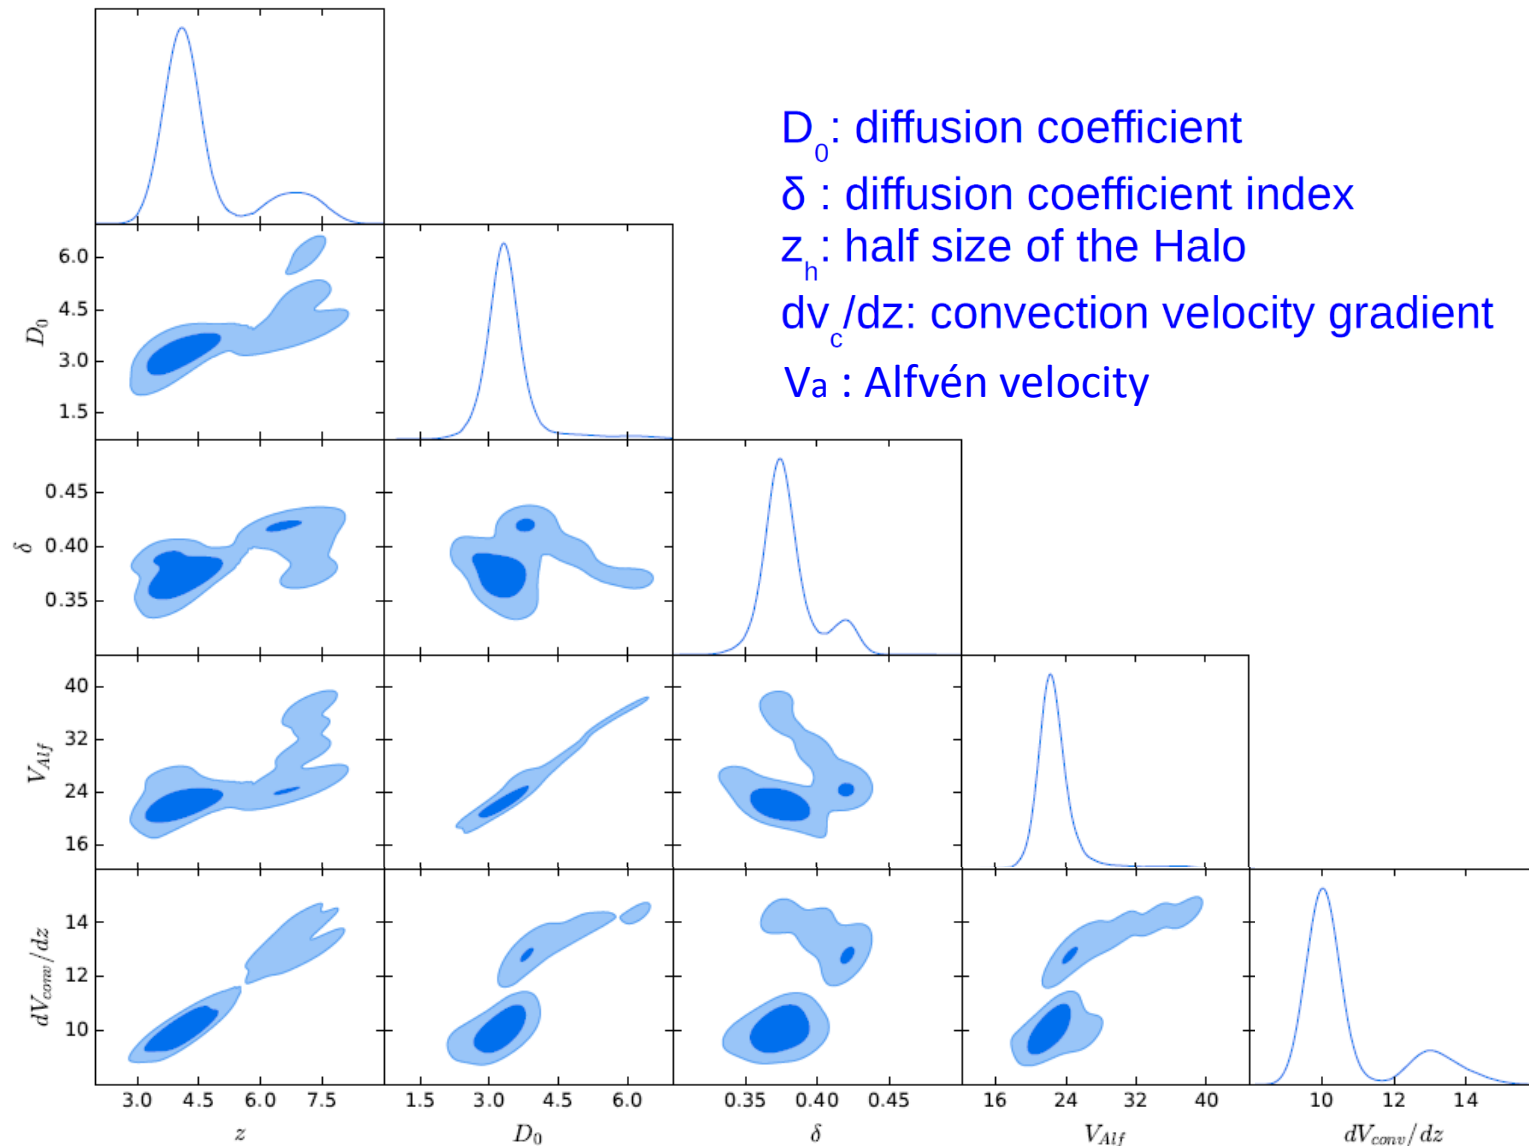 D0: diffusion coefficient
δ : diffusion coefficient index
zh: half size of the Halo
dvc/dz: convection velocity gradient
Va : Alfvén velocity
6.0
4.5
3.0
1.5
D0
0.45
0.40
0.35
δ
40
32
24
16
VAlf
14
12
10
dVconv/dz
3.0 4.5 6.0 7.5
1.5 3.0 4.5 6.0
0.35 0.40 0.45
16 24 32 40
10 12 14
z
D0
δ
VAlf
dVconv/dz